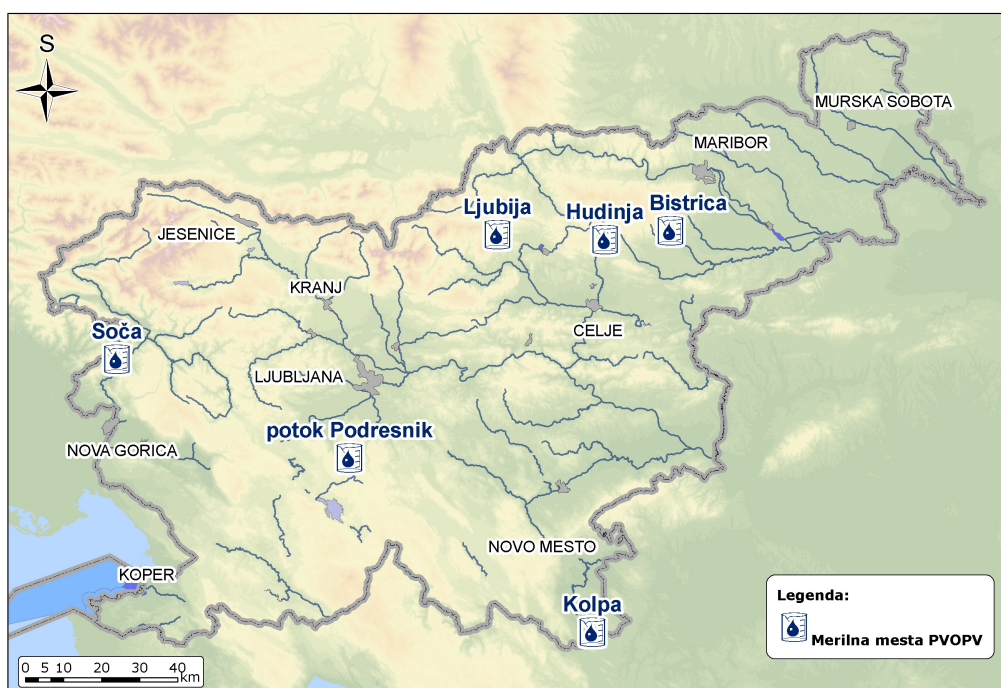 S
MURSKA SOBOTA
MARIBOR
Ljubija
Hudinja
Bistrica
JESENICE
KRANJ
Soča
CELJE
LJUBLJANA
potok Podresnik
NOVA GORICA
NOVO MESTO
KOPER
Kolpa
Legenda:
Merilna mesta PVOPV
0 5 10 20 30 40
km